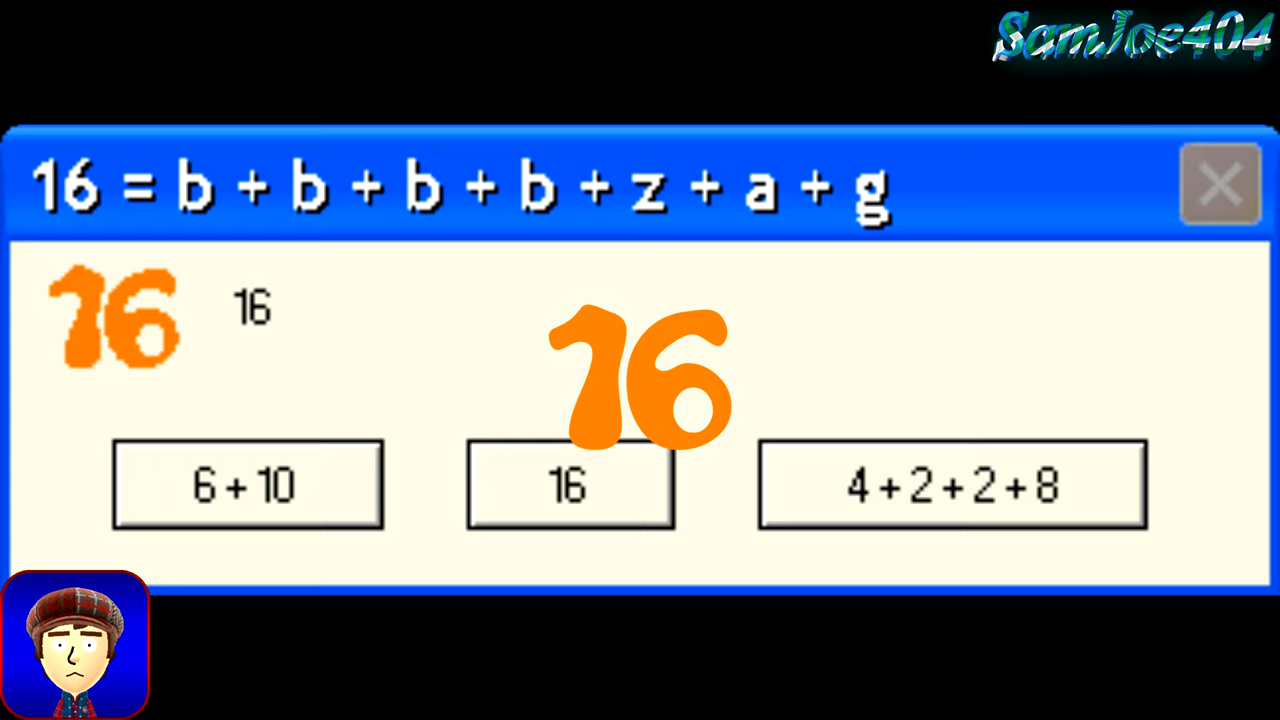 SamJoe404
16 = b + b + b + b + z + a + g
16 16
16
6+10 16 4+2+2+8